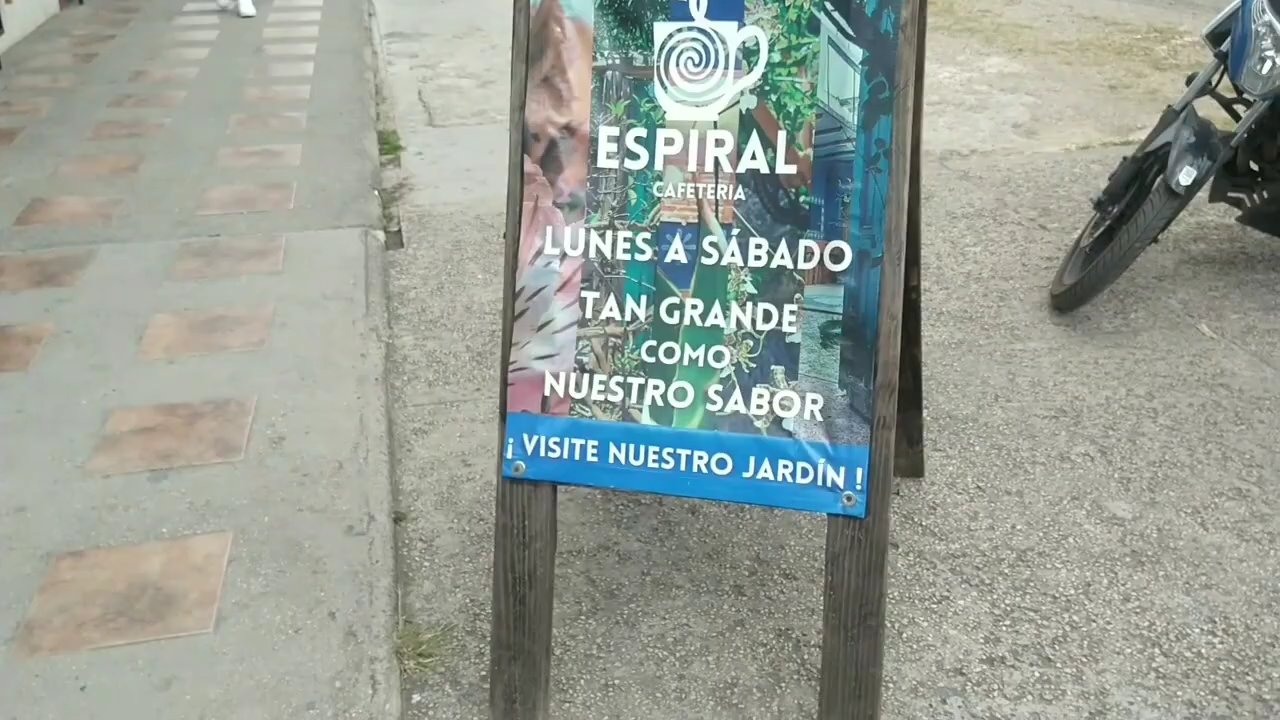 ESPIRAL
CAFETERIA
LUNES A SÁBADO
TAN GRANDE
COMO
NUESTRO SABOR
¡ VISITE NUESTRO JARDÍN !